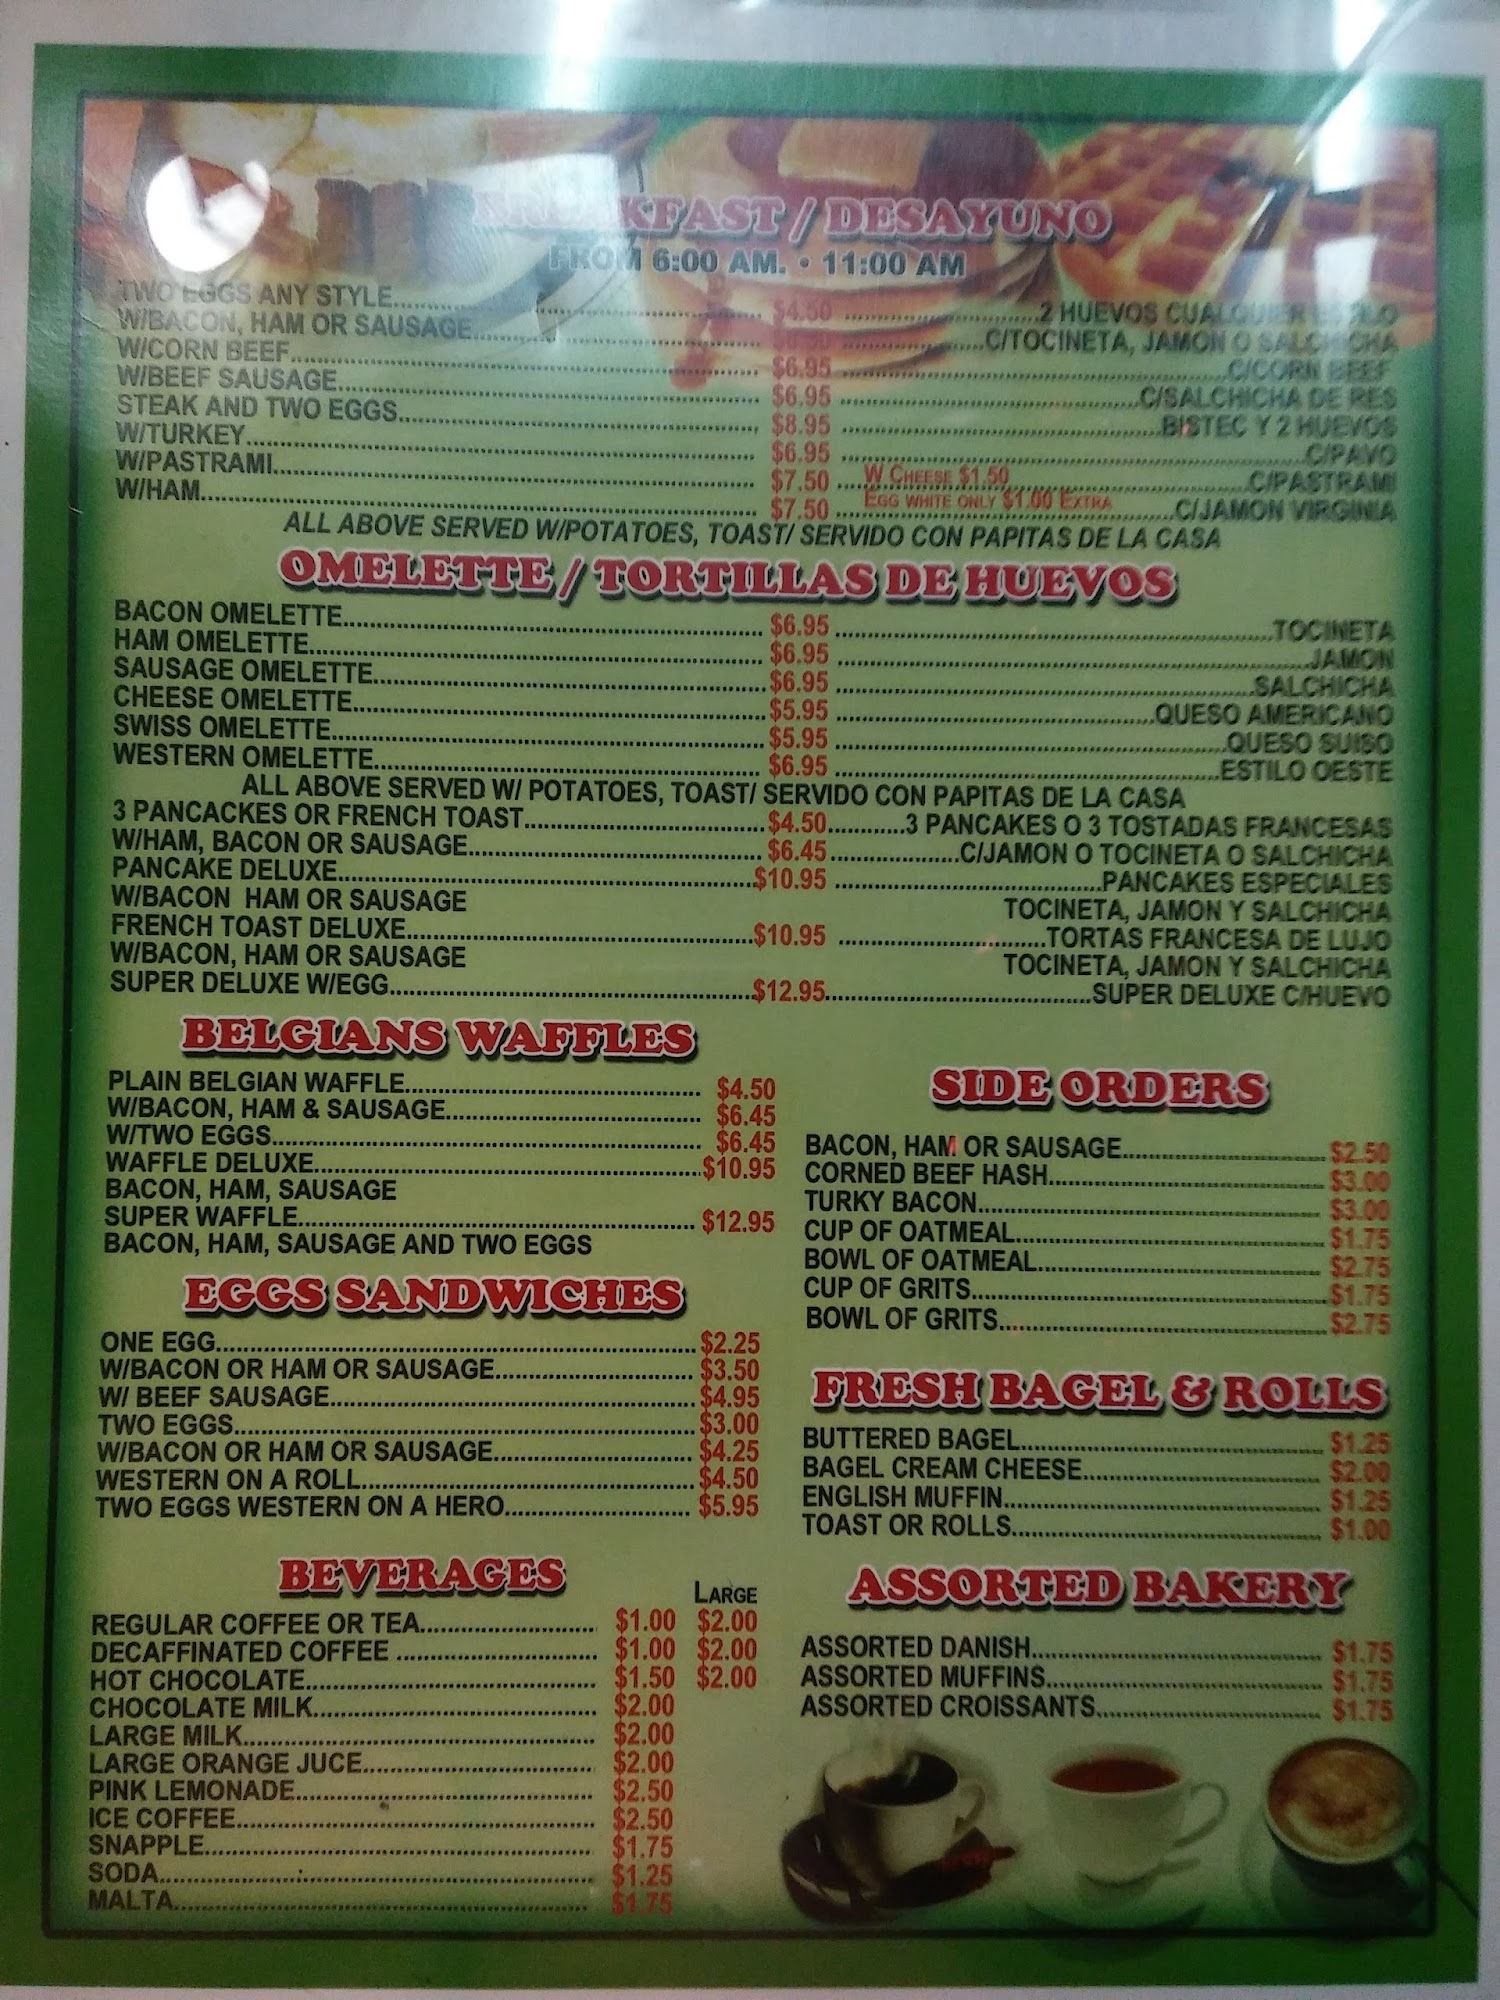 BREAKFAST / DESAYUNO
FROM 6:00 AM. • 11:00 AM
TWO EGGS ANY STYLE $4.50 2 HUEVOS CUALQUIER ESTILO
W/BACON, HAM OR SAUSAGE C/TOCINETA, JAMON O SALCHICHA
W/CORN BEEF $6.95 C/CORN BEEF
W/BEEF SAUSAGE $6.95 C/SALCHICHA DE RES
STEAK AND TWO EGGS $8.95 BISTEC Y 2 HUEVOS
W/TURKEY $6.95 C/PAVO
W/PASTRAMI $7.50 W CHEESE $1.50 C/PASTRAMI
W/HAM $7.50 EGG WHITE ONLY $1.00 EXTRA C/JAMON VIRGINIA
ALL ABOVE SERVED W/POTATOES, TOAST/ SERVIDO CON PAPITAS DE LA CASA
OMELETTE / TORTILLAS DE HUEVOS
BACON OMELETTE $6.95 TOCINETA
HAM OMELETTE $6.95 JAMON
SAUSAGE OMELETTE $6.95 SALCHICHA
CHEESE OMELETTE $5.95 QUESO AMERICANO
SWISS OMELETTE $5.95 QUESO SUISO
WESTERN OMELETTE $6.95 ESTILO OESTE
ALL ABOVE SERVED W/ POTATOES, TOAST/ SERVIDO CON PAPITAS DE LA CASA
3 PANCACKES OR FRENCH TOAST $4.50 3 PANCAKES O 3 TOSTADAS FRANCESAS
W/HAM, BACON OR SAUSAGE $6.45 C/JAMON O TOCINETA O SALCHICHA
PANCAKE DELUXE $10.95 PANCAKES ESPECIALES
W/BACON HAM OR SAUSAGE TOCINETA, JAMON Y SALCHICHA
FRENCH TOAST DELUXE $10.95 TORTAS FRANCESA DE LUJO
W/BACON, HAM OR SAUSAGE TOCINETA, JAMON Y SALCHICHA
SUPER DELUXE W/EGG $12.95 SUPER DELUXE C/HUEVO
BELGIANS WAFFLES
PLAIN BELGIAN WAFFLE $4.50
W/BACON, HAM & SAUSAGE $6.45
W/TWO EGGS $6.45
WAFFLE DELUXE $10.95
BACON, HAM, SAUSAGE
SUPER WAFFLE $12.95
BACON, HAM, SAUSAGE AND TWO EGGS
EGGS SANDWICHES
ONE EGG $2.25
W/BACON OR HAM OR SAUSAGE $3.50
W/ BEEF SAUSAGE $4.95
TWO EGGS $3.00
W/BACON OR HAM OR SAUSAGE $4.25
WESTERN ON A ROLL $4.50
TWO EGGS WESTERN ON A HERO $5.95
BEVERAGES
LARGE
REGULAR COFFEE OR TEA $1.00 $2.00
DECAFFINATED COFFEE $1.00 $2.00
HOT CHOCOLATE $1.50 $2.00
CHOCOLATE MILK $2.00
LARGE MILK $2.00
LARGE ORANGE JUCE $2.00
PINK LEMONADE $2.50
ICE COFFEE $2.50
SNAPPLE $1.75
SODA $1.25
MALTA $1.75
SIDE ORDERS
BACON, HAM OR SAUSAGE $2.50
CORNED BEEF HASH $3.00
TURKY BACON $3.00
CUP OF OATMEAL $1.75
BOWL OF OATMEAL $2.75
CUP OF GRITS $1.75
BOWL OF GRITS $2.75
FRESH BAGEL & ROLLS
BUTTERED BAGEL $1.25
BAGEL CREAM CHEESE $2.00
ENGLISH MUFFIN $1.25
TOAST OR ROLLS $1.00
ASSORTED BAKERY
ASSORTED DANISH $1.75
ASSORTED MUFFINS $1.75
ASSORTED CROISSANTS $1.75